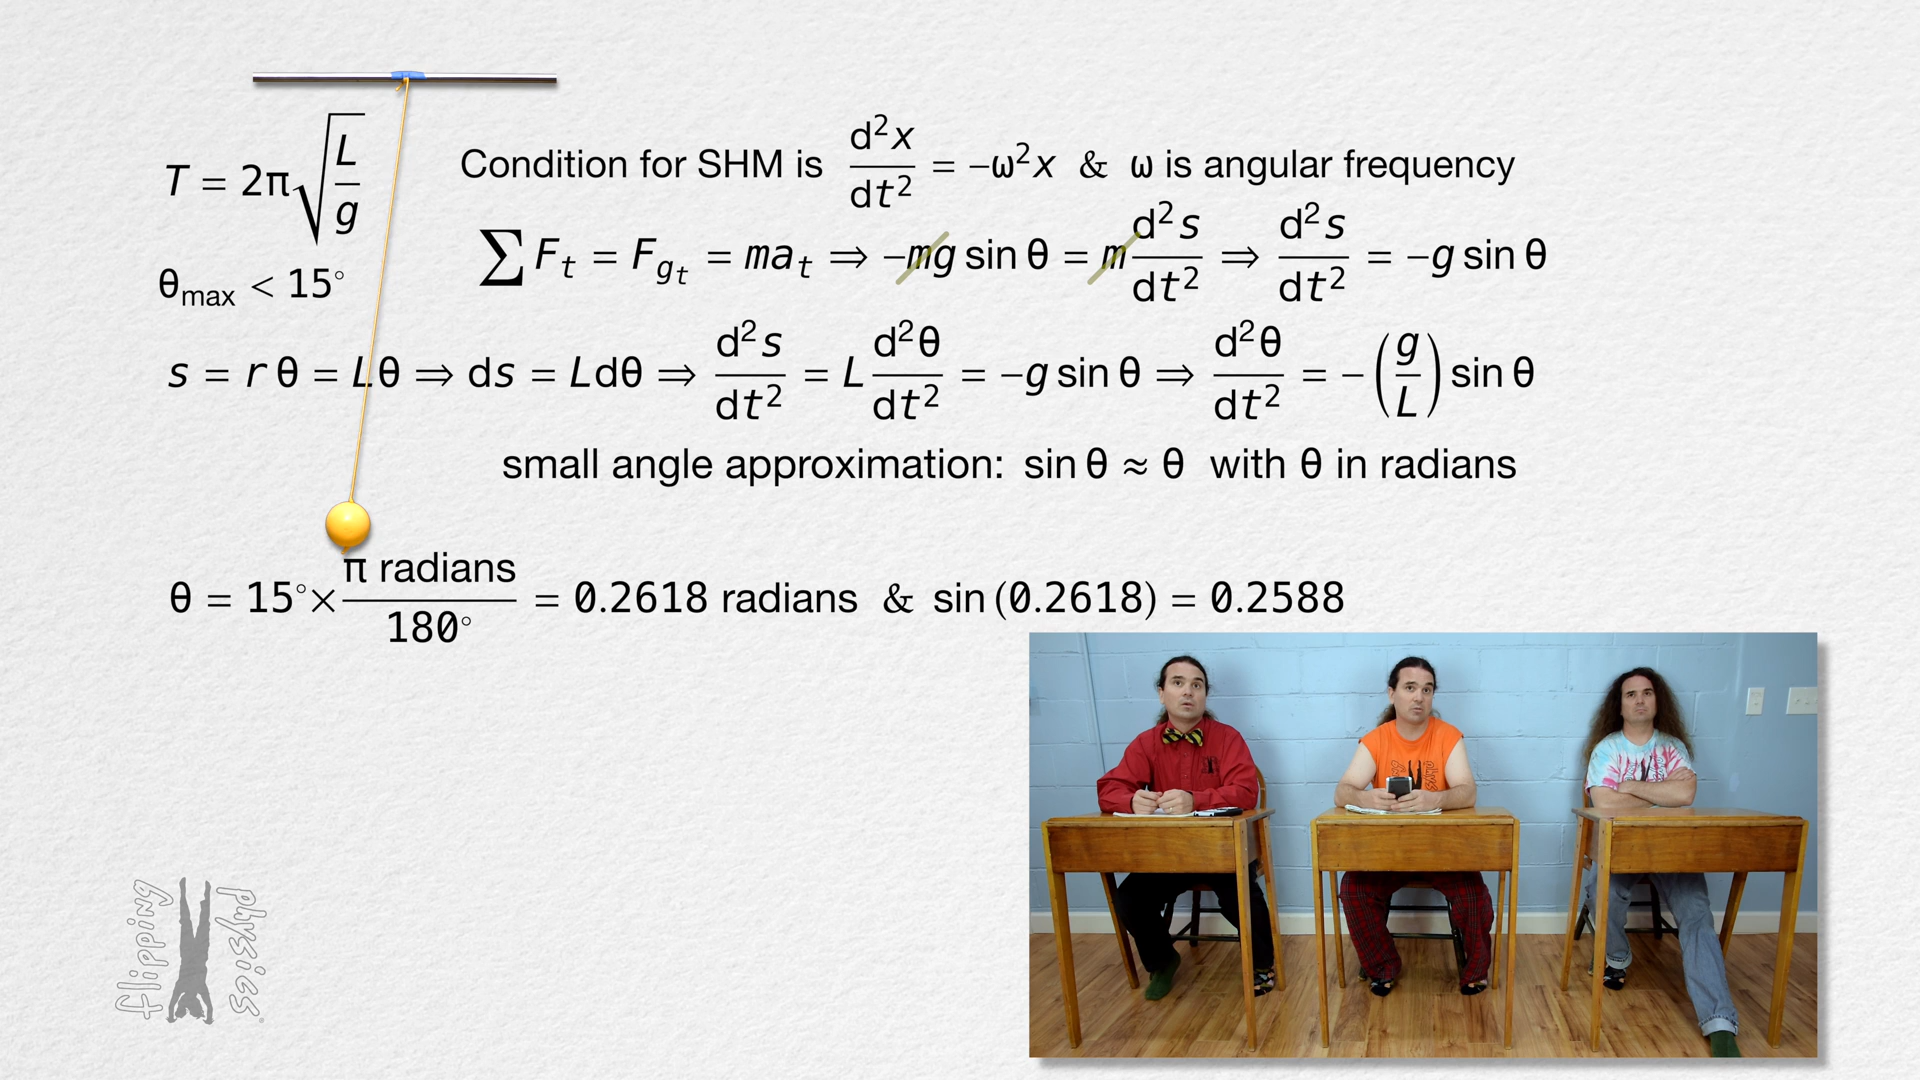 T = 2π√(L/g)
Condition for SHM is d²x/dt² = –ω²x & ω is angular frequency
θmax < 15°
∑Fₜ = F_gₜ = maₜ ⇒ –mg sin θ = m d²s/dt² ⇒ d²s/dt² = –g sin θ
s = r θ = Lθ ⇒ ds = Ldθ ⇒ d²s/dt² = L d²θ/dt² = –g sin θ ⇒ d²θ/dt² = –(g/L) sin θ
small angle approximation: sin θ ≈ θ with θ in radians
θ = 15° × π radians/180° = 0.2618 radians & sin (0.2618) = 0.2588
flipping
physics